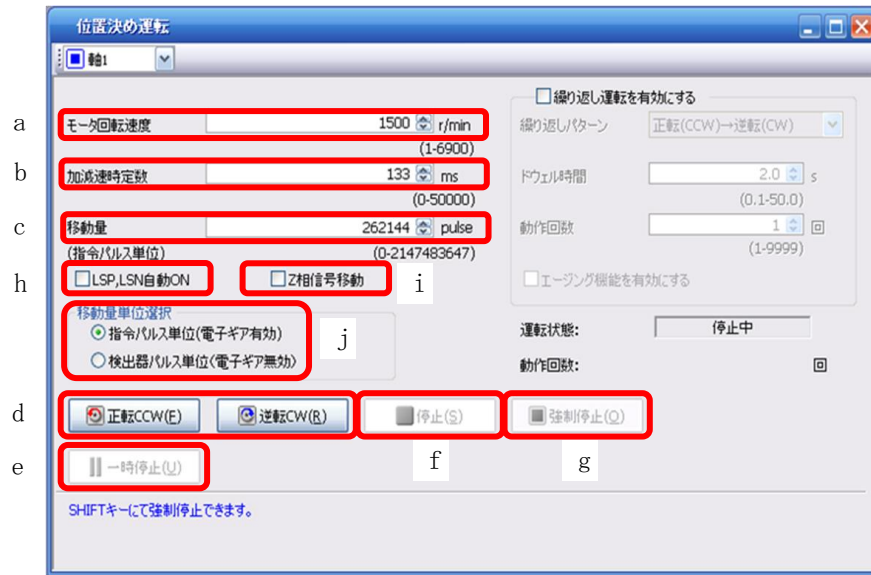 位置決め運転
軸1
a
モータ回転速度 1500 r/min
(1-6900)
b
加減速時定数 133 ms
(0-50000)
c
移動量 262144 pulse
(指令パルス単位) (0-2147483647)
h
LSP,LSN自動ON
Z相信号移動
i
移動量単位選択
指令パルス単位(電子ギア有効)
検出器パルス単位(電子ギア無効)
j
繰り返し運転を有効にする
繰り返しパターン 正転(CCW)→逆転(CW)
ドウェル時間 2.0 s
(0.1-50.0)
動作回数 1 回
(1-9999)
エージング機能を有効にする
運転状態: 停止中
動作回数: 回
d
正転CCW(F)
逆転CW(R)
停止(S)
強制停止(O)
e
一時停止(U)
f
g
SHIFTキーにて強制停止できます。